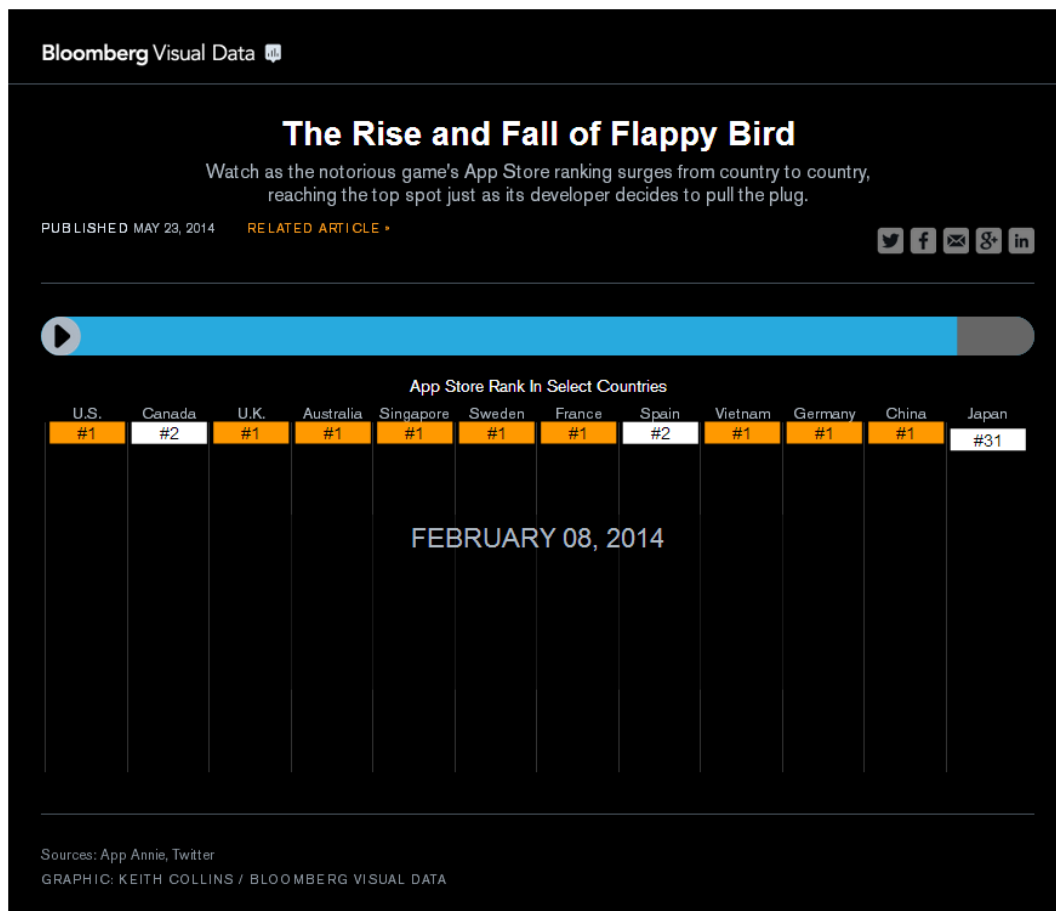 Bloomberg Visual Data
The Rise and Fall of Flappy Bird
Watch as the notorious game's App Store ranking surges from country to country,
reaching the top spot just as its developer decides to pull the plug.
PUBLISHED MAY 23, 2014 RELATED ARTICLE »
App Store Rank In Select Countries
U.S. Canada U.K. Australia Singapore Sweden France Spain Vietnam Germany China Japan
#1 #2 #1 #1 #1 #1 #1 #2 #1 #1 #1 #31
FEBRUARY 08, 2014
Sources: App Annie, Twitter
GRAPHIC: KEITH COLLINS / BLOOMBERG VISUAL DATA